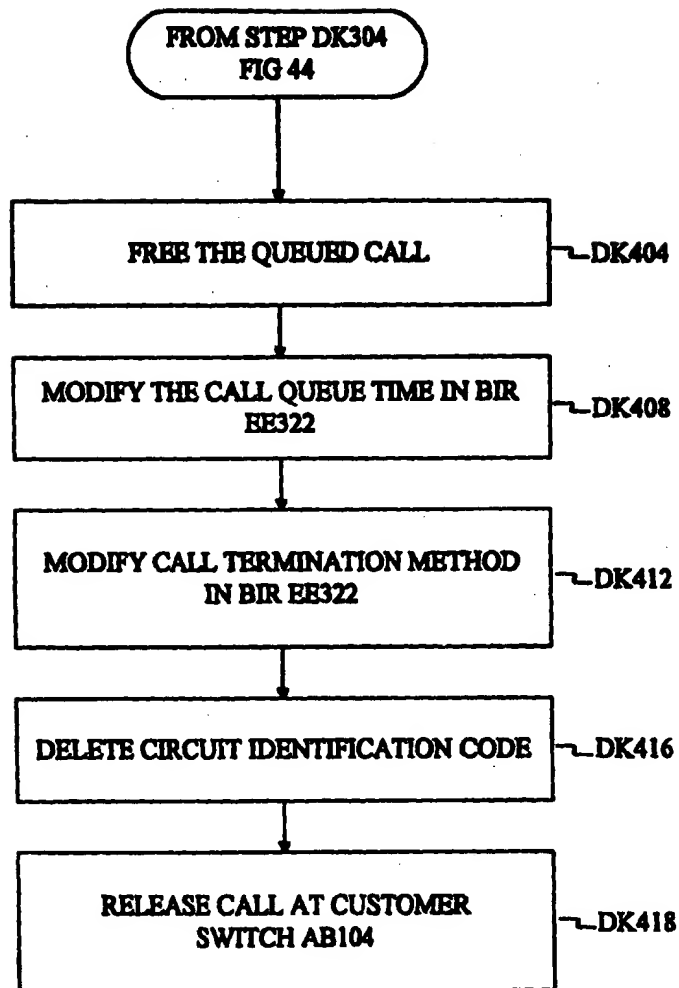 FROM STEP DK304
FIG 44
FREE THE QUEUED CALL
DK404
MODIFY THE CALL QUEUE TIME IN BIR
EE322
DK408
MODIFY CALL TERMINATION METHOD
IN BIR EE322
DK412
DELETE CIRCUIT IDENTIFICATION CODE
DK416
RELEASE CALL AT CUSTOMER
SWITCH AB104
DK418